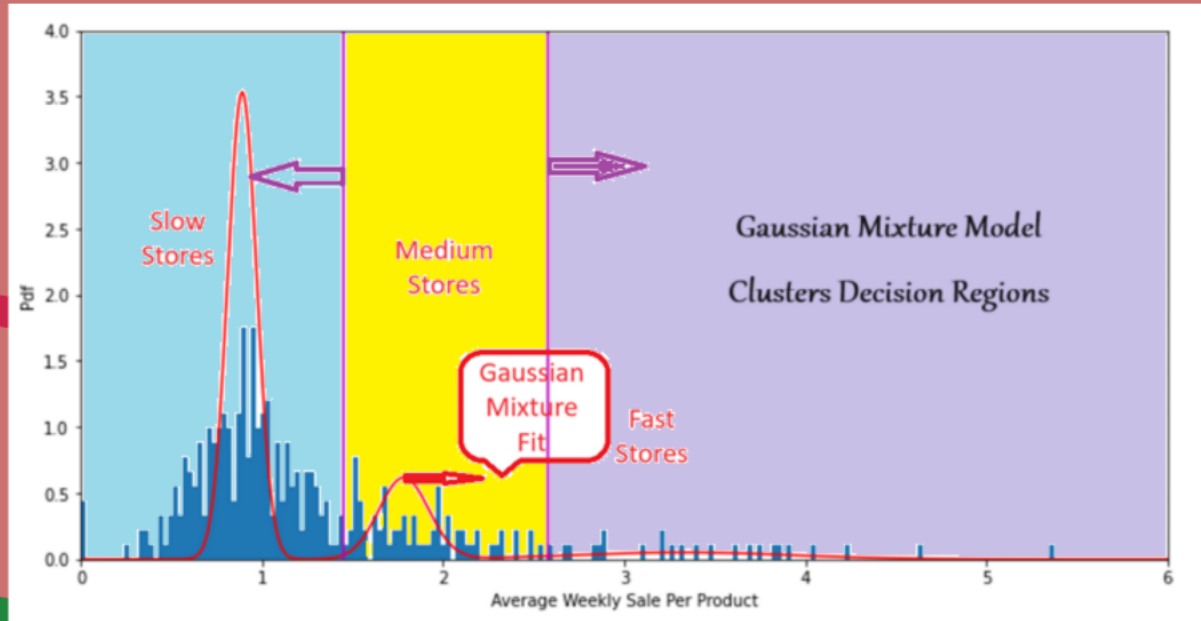 4.0
3.5
3.0
2.5
2.0
1.5
1.0
0.5
0.0
Pdf
Slow
Stores
Medium
Stores
Gaussian Mixture Model
Clusters Decision Regions
Gaussian
Mixture
Fit
Fast
Stores
0 1 2 3 4 5 6
Average Weekly Sale Per Product